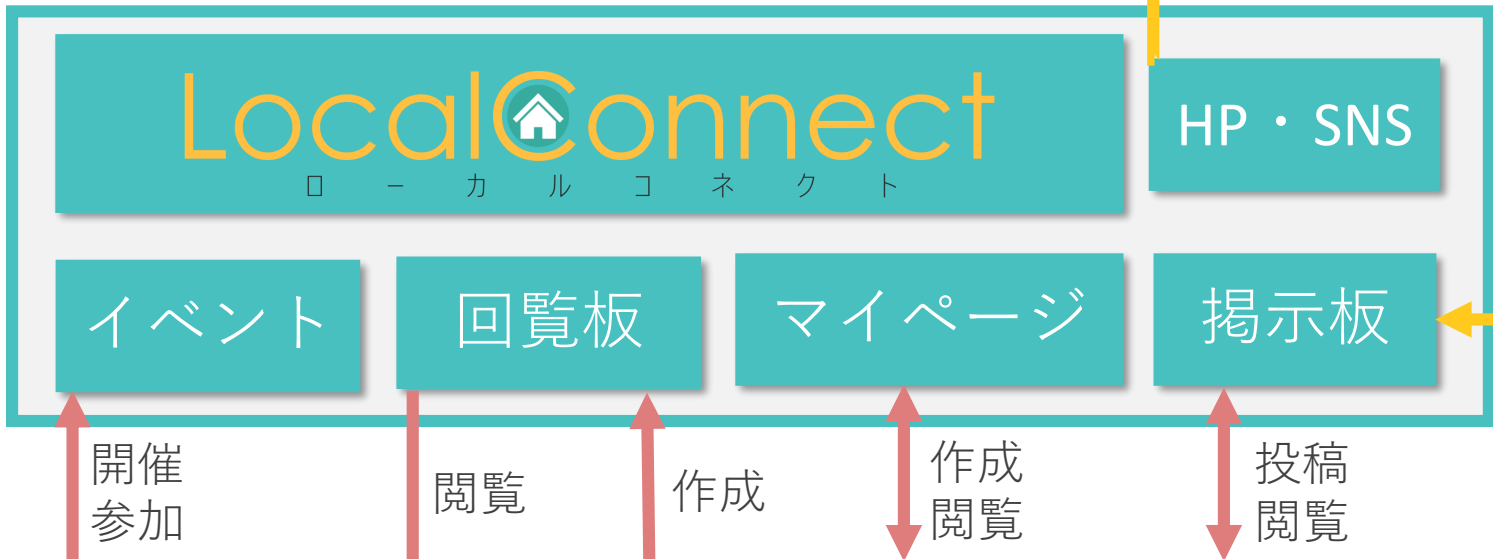 LocalConnect
ローカルコネクト
HP・SNS
イベント
回覧板
マイページ
掲示板
開催
参加
閲覧
作成
作成
閲覧
投稿
閲覧